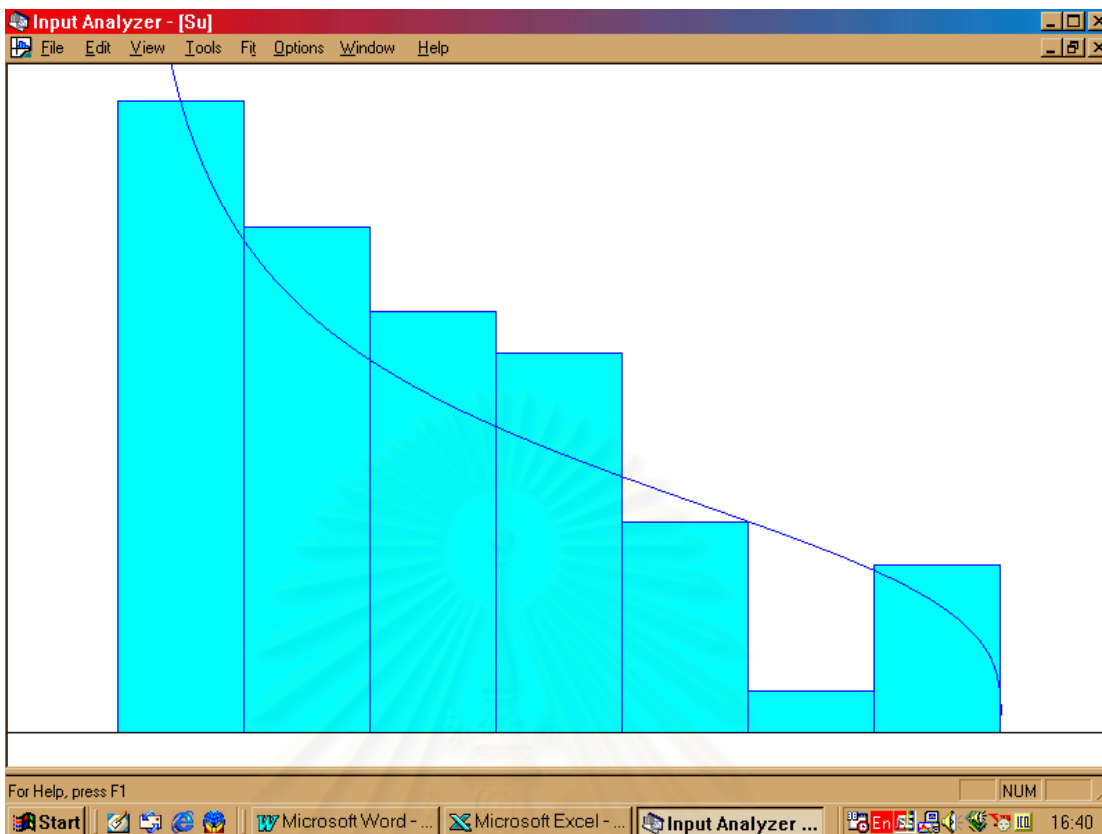 Input Analyzer - [Su]
File Edit View Tools Fit Options Window Help
For Help, press F1
NUM
Start
Microsoft Word - ...
Microsoft Excel - ...
Input Analyzer ...
En
16:40